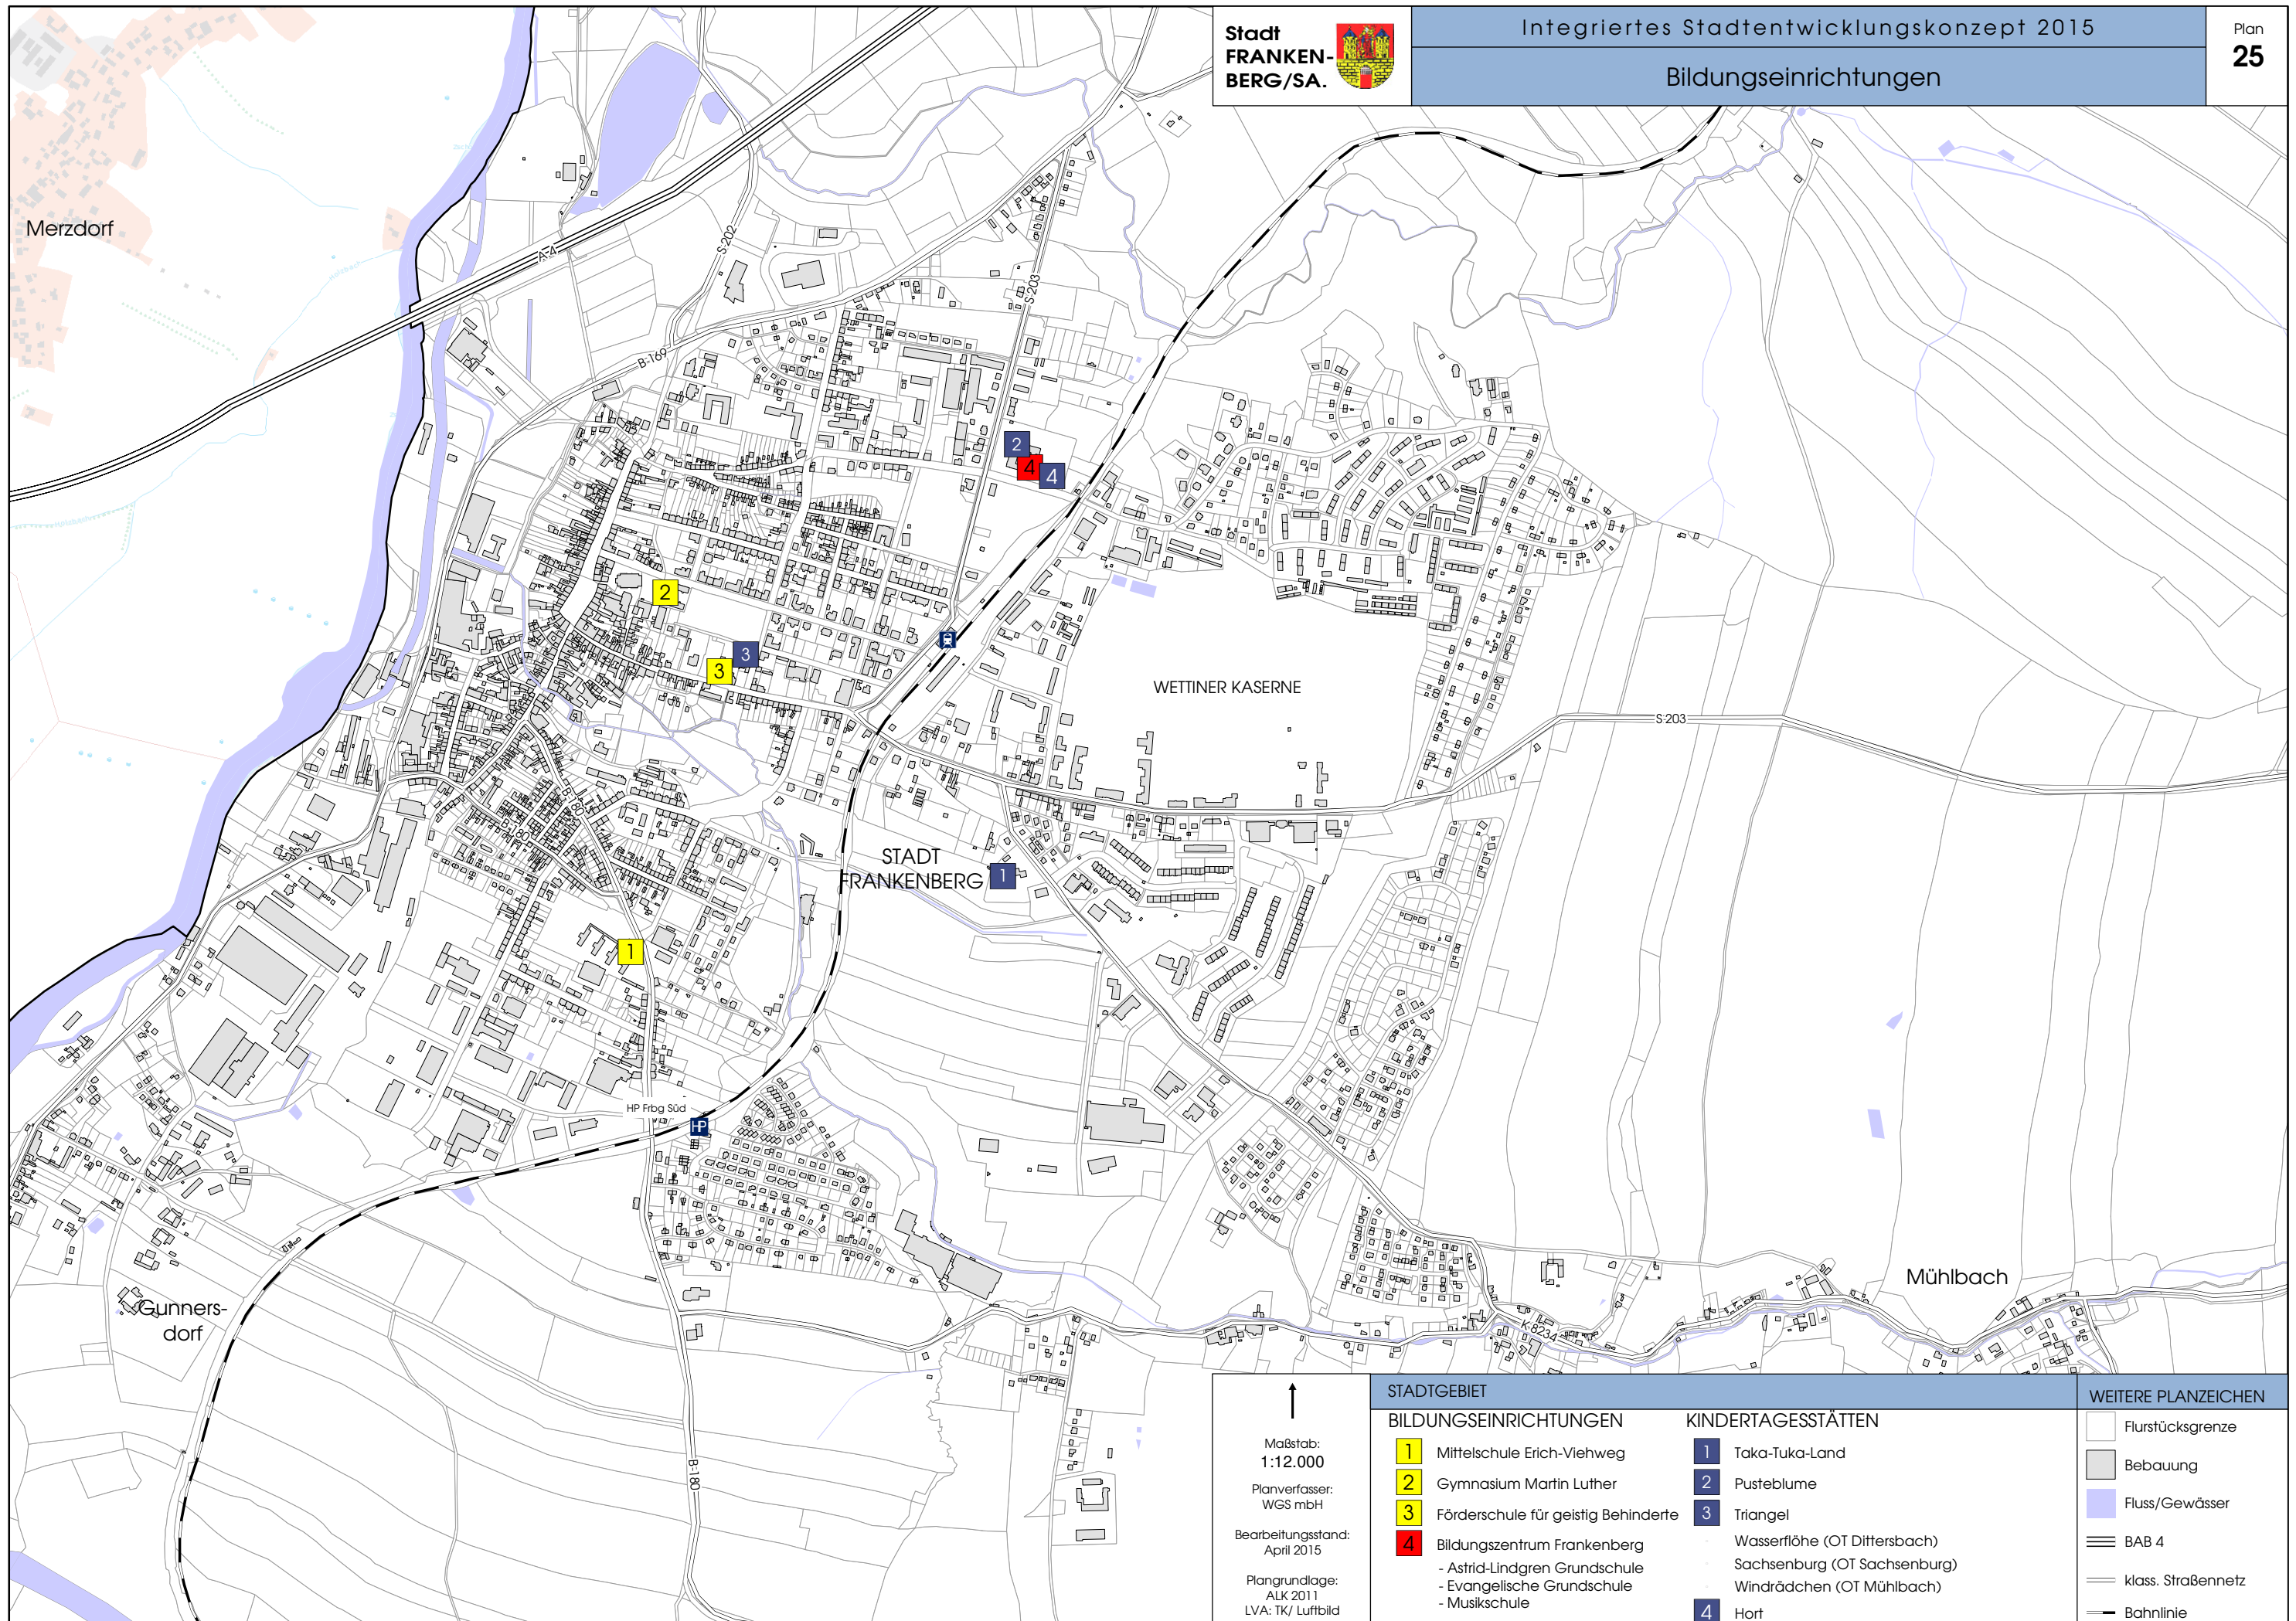 Stadt
FRANKEN-
BERG/SA.
Integriertes Stadtentwicklungskonzept 2015
Bildungseinrichtungen
Plan
25
Merzdorf
A-4
S-202
S-203
B-169
2
4
4
2
3
3
WETTINER KASERNE
S-203
B-180
B-180
STADT
FRANKENBERG
1
1
HP Frbg Süd
HP
Gunners-
dorf
Mühlbach
K-8234
B-180
Maßstab:
1:12.000
Planverfasser:
WGS mbH
Bearbeitungsstand:
April 2015
Plangrundlage:
ALK 2011
LVA: TK/ Luftbild
STADTGEBIET
BILDUNGSEINRICHTUNGEN
1 Mittelschule Erich-Viehweg
2 Gymnasium Martin Luther
3 Förderschule für geistig Behinderte
4 Bildungszentrum Frankenberg
- Astrid-Lindgren Grundschule
- Evangelische Grundschule
- Musikschule
KINDERTAGESSTÄTTEN
1 Taka-Tuka-Land
2 Pusteblume
3 Triangel
Wasserflöhe (OT Dittersbach)
Sachsenburg (OT Sachsenburg)
Windrädchen (OT Mühlbach)
4 Hort
WEITERE PLANZEICHEN
Flurstücksgrenze
Bebauung
Fluss/Gewässer
BAB 4
klass. Straßennetz
Bahnlinie